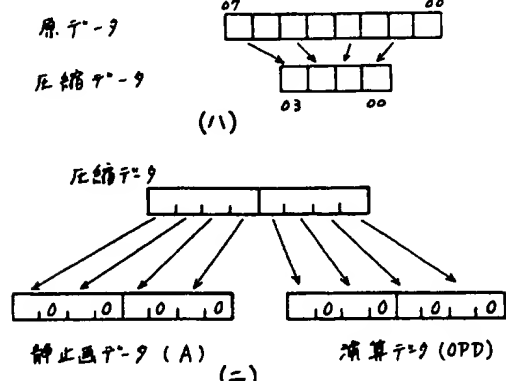 07 00
原データ
圧縮データ
03 00
(ハ)
圧縮データ
0 0 0 0 0 0 0 0
静止画データ(A) 演算データ(OPD)
(ニ)